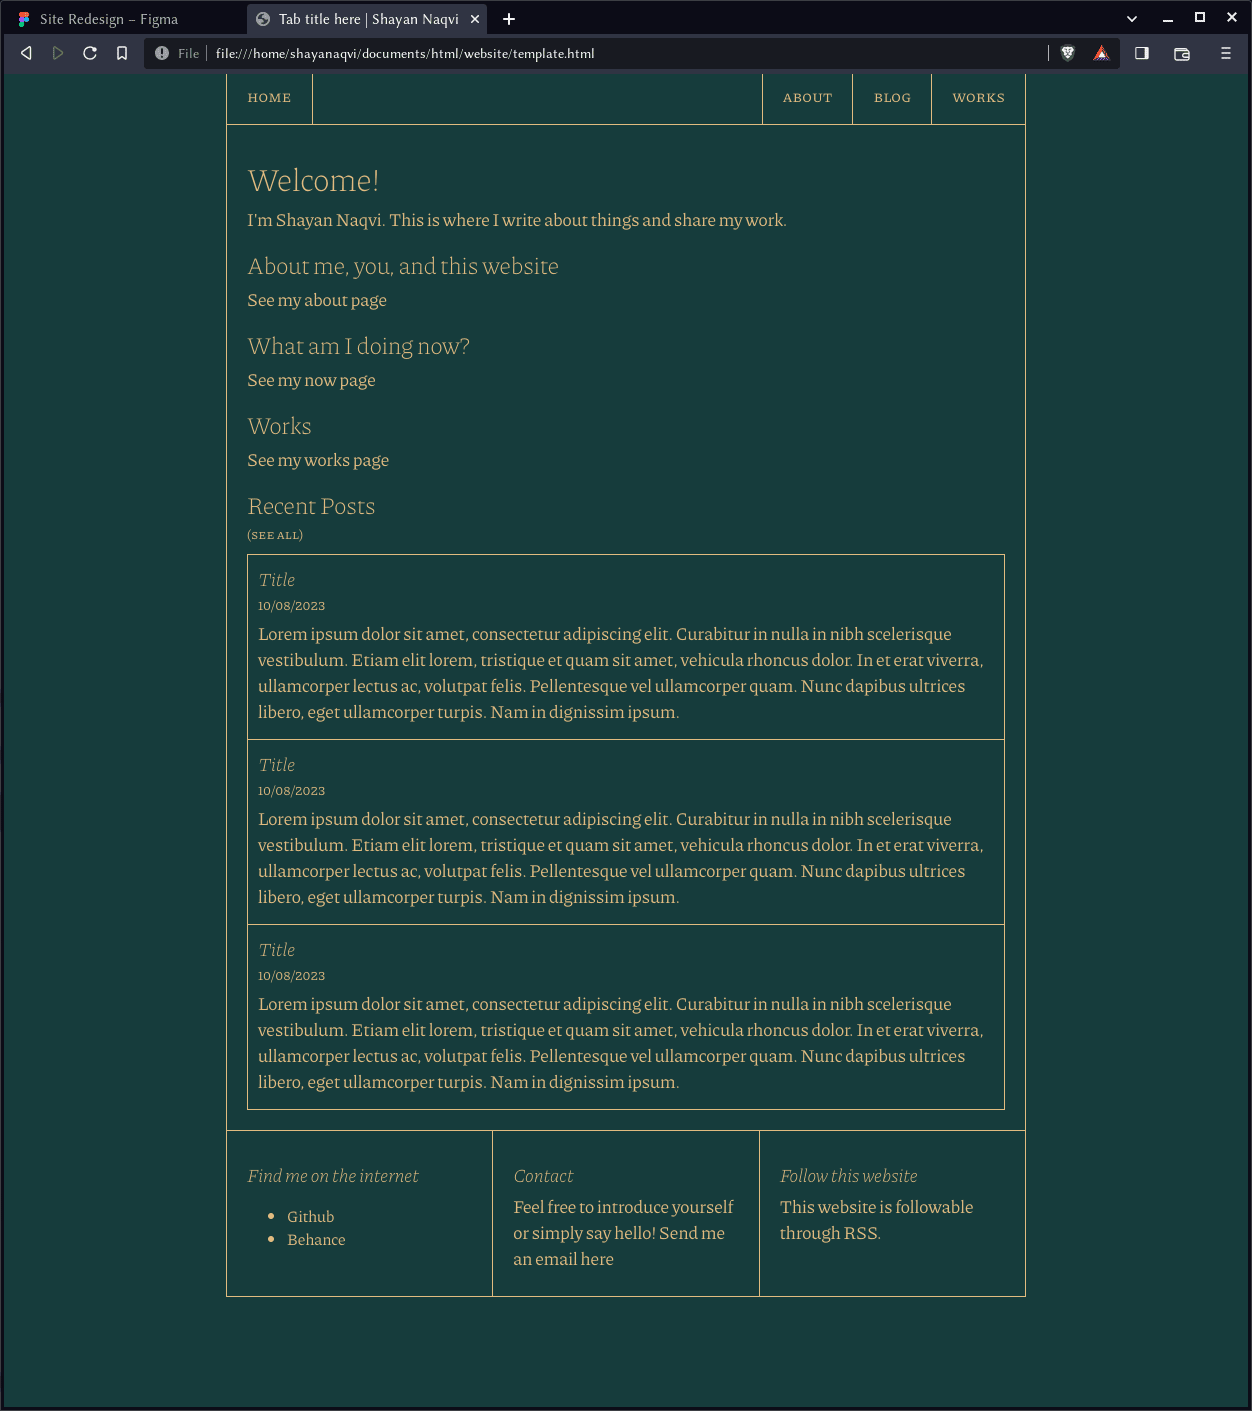 Site Redesign – Figma
Tab title here | Shayan Naqvi
File
file:///home/shayanaqvi/documents/html/website/template.html
HOME
ABOUT
BLOG
WORKS
Welcome!
I'm Shayan Naqvi. This is where I write about things and share my work.
About me, you, and this website
See my about page
What am I doing now?
See my now page
Works
See my works page
Recent Posts
(SEE ALL)
Title
10/08/2023
Lorem ipsum dolor sit amet, consectetur adipiscing elit. Curabitur in nulla in nibh scelerisque
vestibulum. Etiam elit lorem, tristique et quam sit amet, vehicula rhoncus dolor. In et erat viverra,
ullamcorper lectus ac, volutpat felis. Pellentesque vel ullamcorper quam. Nunc dapibus ultrices
libero, eget ullamcorper turpis. Nam in dignissim ipsum.
Title
10/08/2023
Lorem ipsum dolor sit amet, consectetur adipiscing elit. Curabitur in nulla in nibh scelerisque
vestibulum. Etiam elit lorem, tristique et quam sit amet, vehicula rhoncus dolor. In et erat viverra,
ullamcorper lectus ac, volutpat felis. Pellentesque vel ullamcorper quam. Nunc dapibus ultrices
libero, eget ullamcorper turpis. Nam in dignissim ipsum.
Title
10/08/2023
Lorem ipsum dolor sit amet, consectetur adipiscing elit. Curabitur in nulla in nibh scelerisque
vestibulum. Etiam elit lorem, tristique et quam sit amet, vehicula rhoncus dolor. In et erat viverra,
ullamcorper lectus ac, volutpat felis. Pellentesque vel ullamcorper quam. Nunc dapibus ultrices
libero, eget ullamcorper turpis. Nam in dignissim ipsum.
Find me on the internet
Github
Behance
Contact
Feel free to introduce yourself
or simply say hello! Send me
an email here
Follow this website
This website is followable
through RSS.